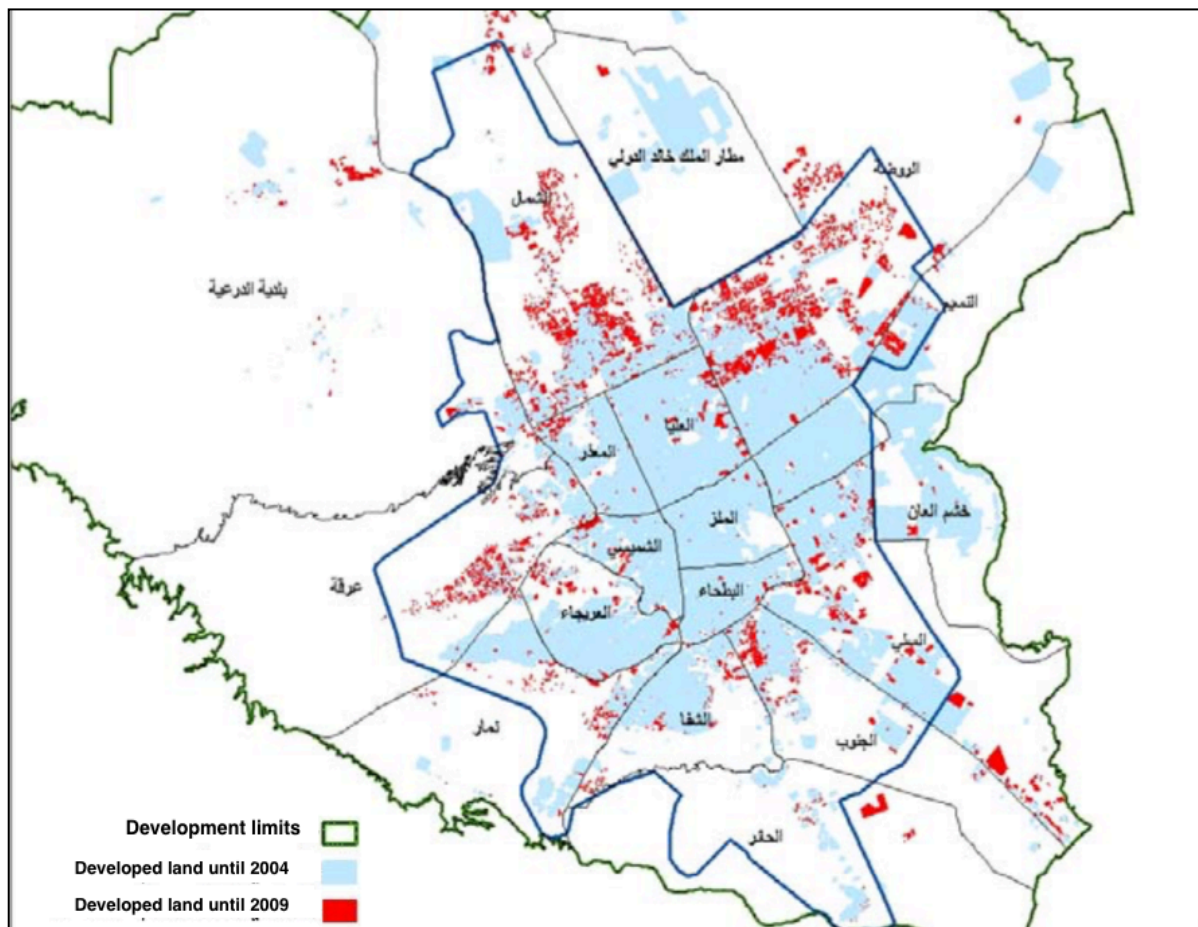 مطار الملك خالد الدولي
الروضة
الشمال
بلدية الدرعية
النسيم
العليا
المعذر
خشم العان
الملز
الشميسي
عرقة
البطحاء
العريجاء
السلي
نمار
الشفا
الجنوب
الحائر
Development limits
Developed land until 2004
Developed land until 2009